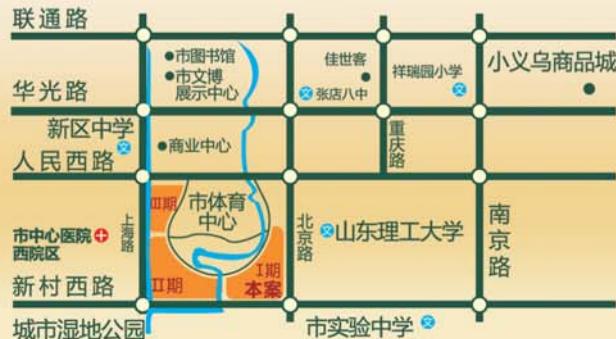 联通路
市图书馆
市文博
展示中心
佳世客
祥瑞园小学
小义乌商品城
华光路
文 张店八中
文
新区中学
文
商业中心
重庆路
人民西路
III期
市体育
中心
上海路
北京路
文 山东理工大学
南京路
市中心医院
西院区
I期
本案
II期
新村西路
城市湿地公园
市实验中学 文